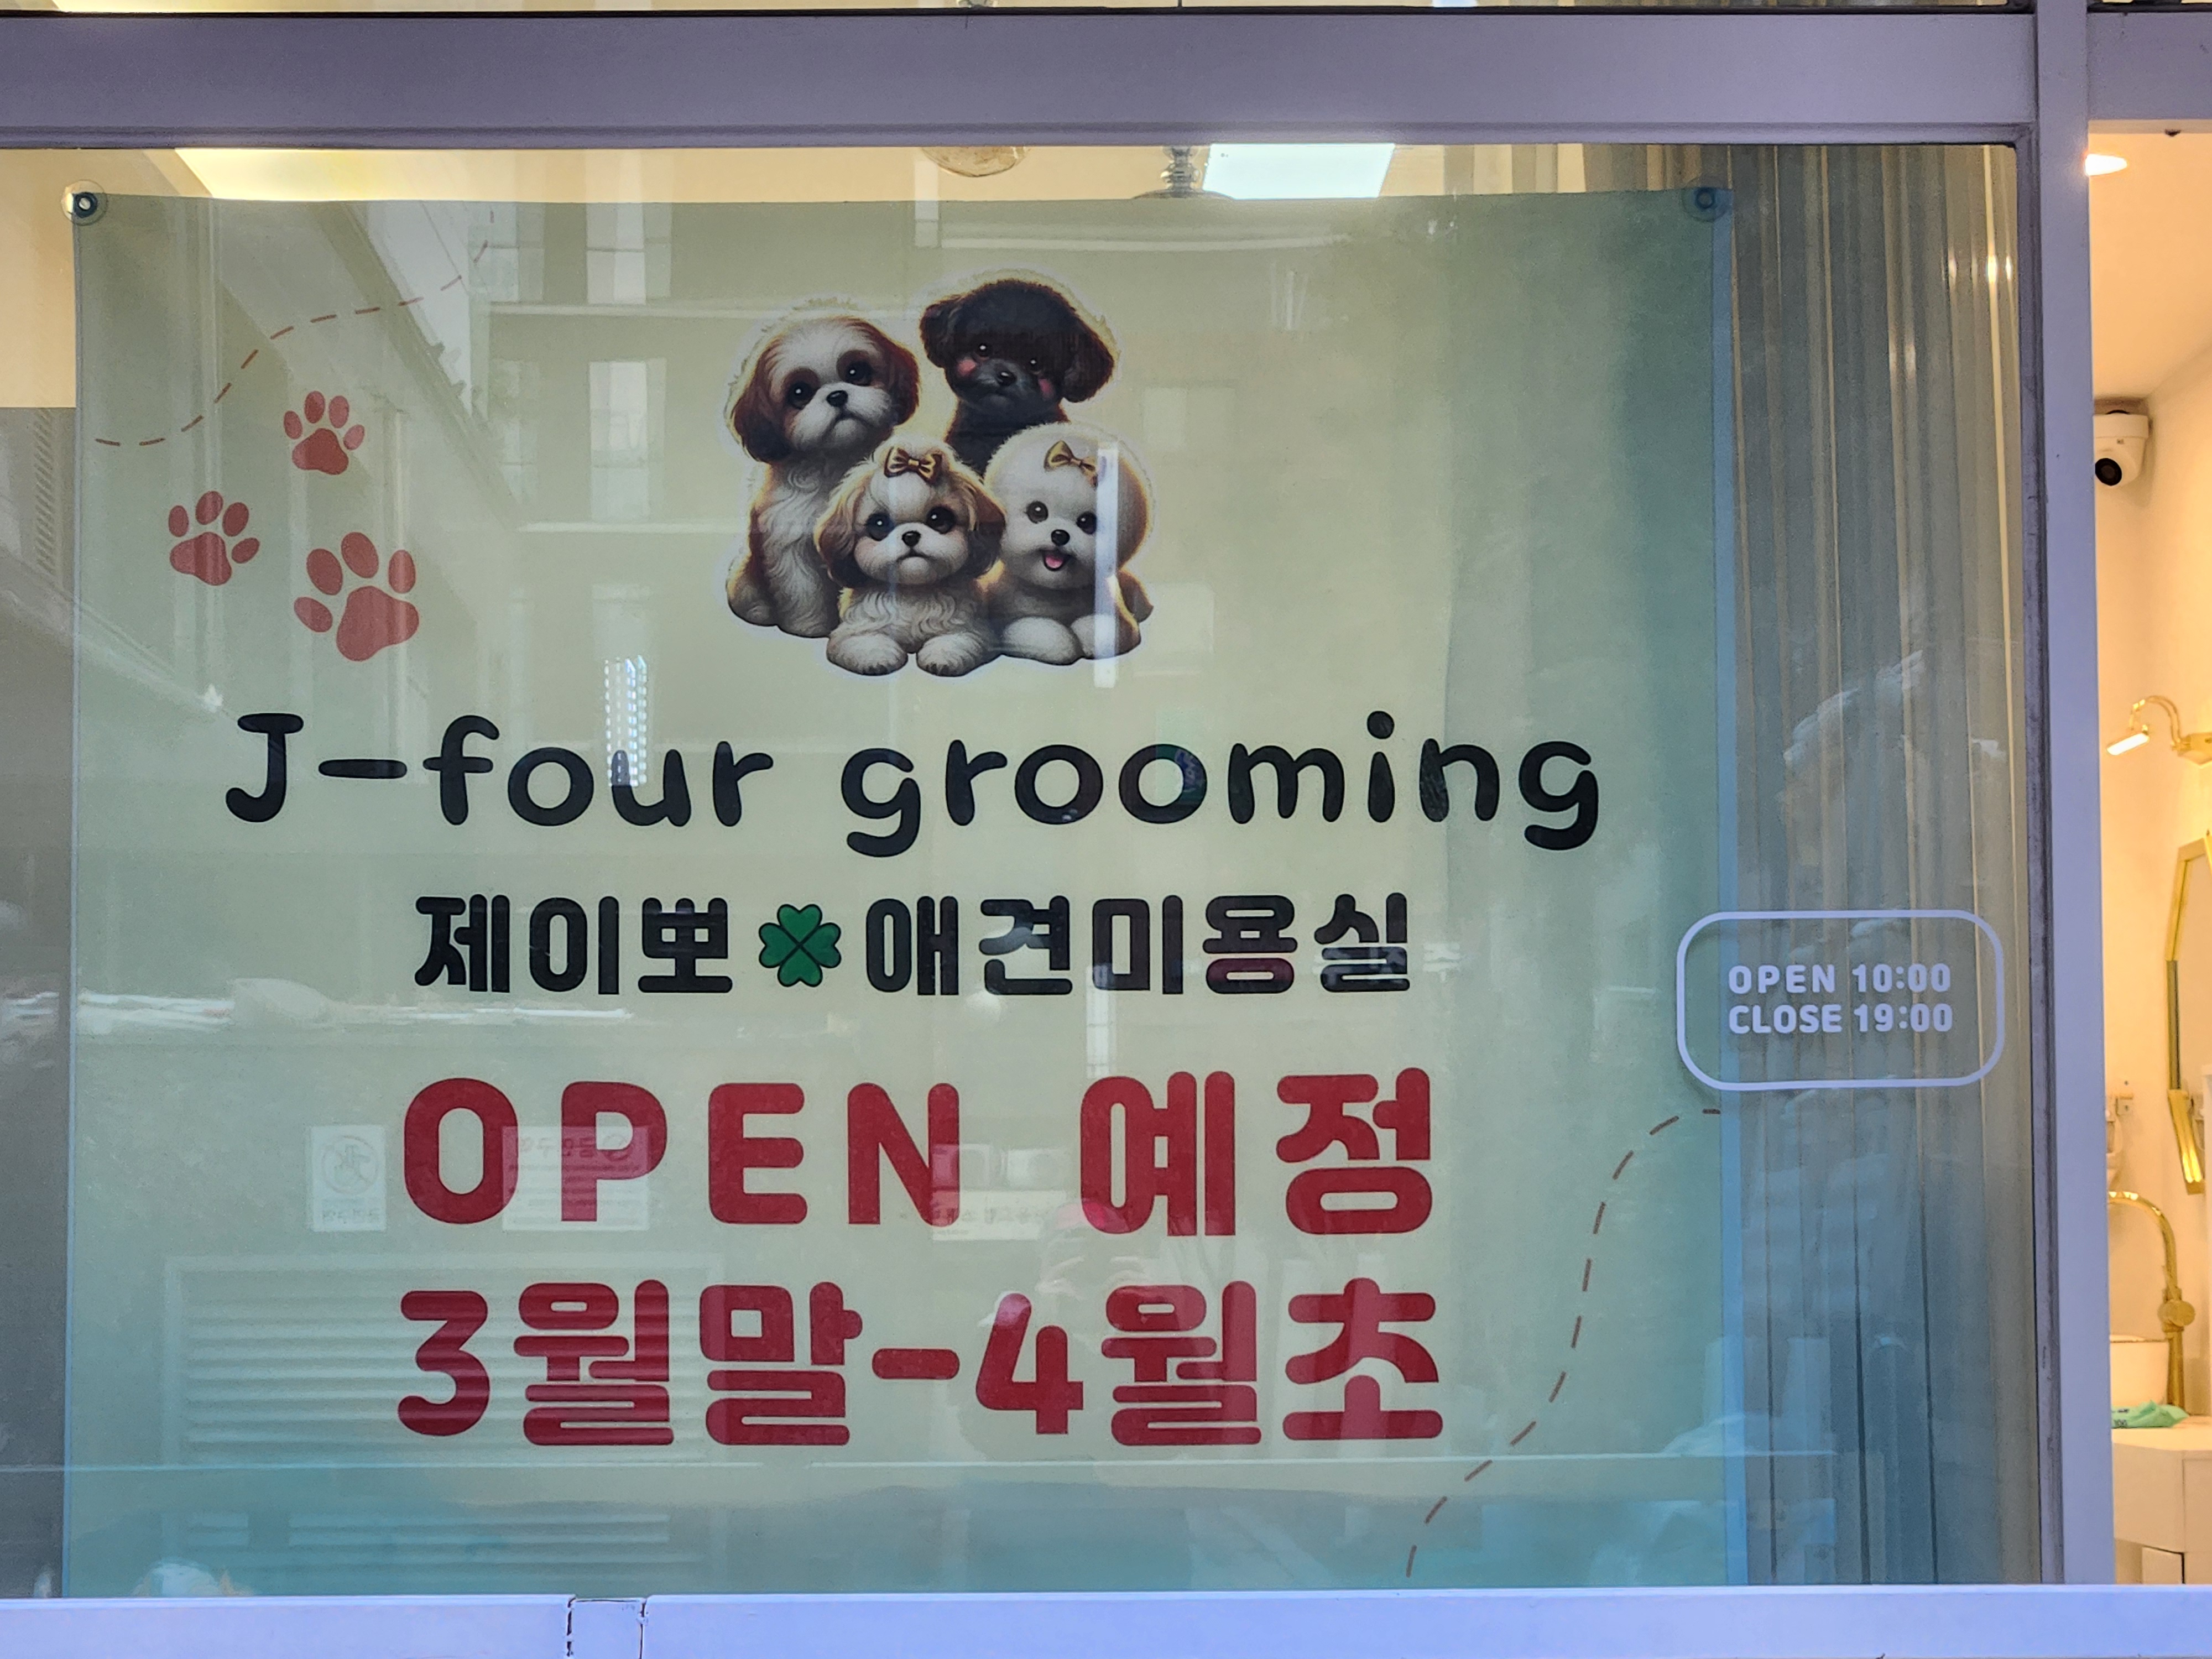 J-four grooming
제이뽀🍀애견미용실
OPEN 예정
3월말-4월초
OPEN 10:00
CLOSE 19:00